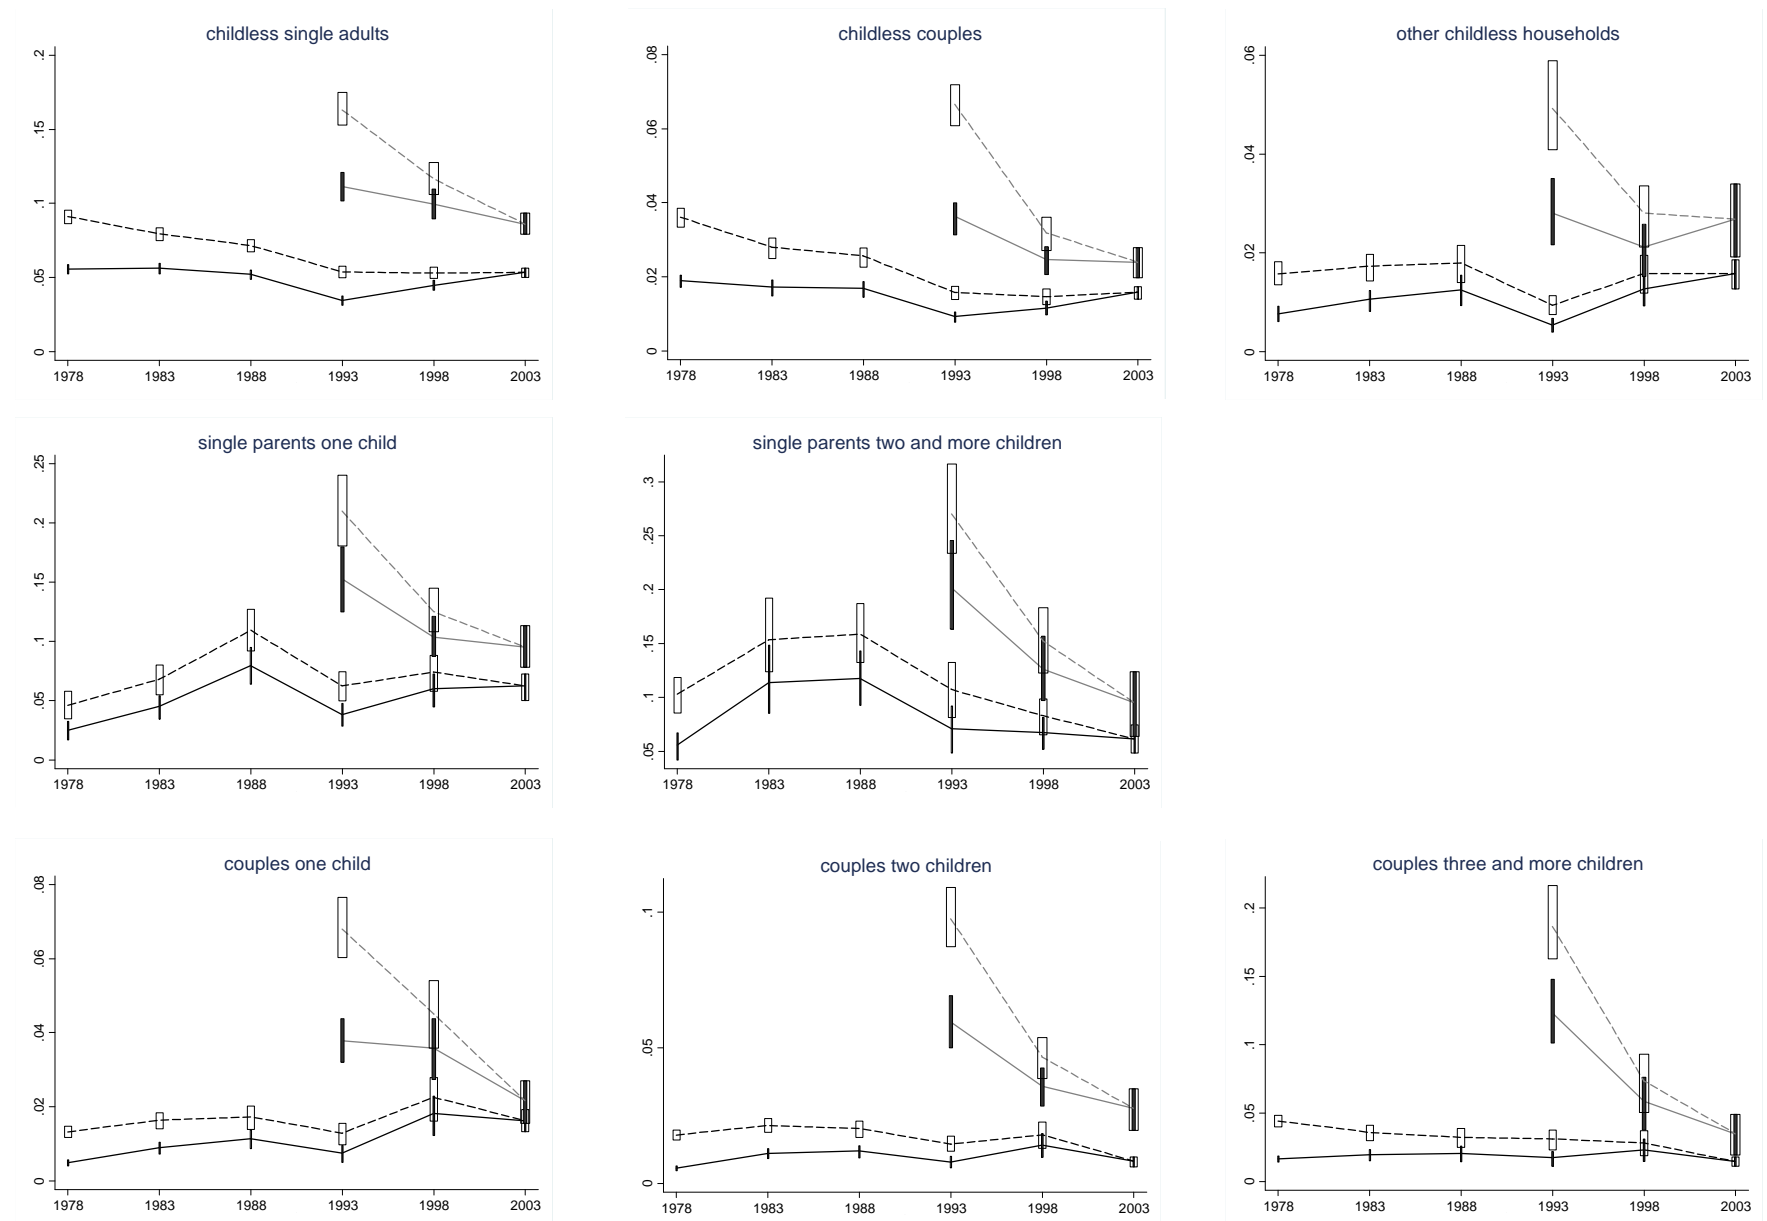 childless single adults
.2
.15
.1
.05
0
1978 1983 1988 1993 1998 2003
childless couples
.08
.06
.04
.02
0
1978 1983 1988 1993 1998 2003
other childless households
.06
.04
.02
0
1978 1983 1988 1993 1998 2003
single parents one child
.25
.2
.15
.1
.05
0
1978 1983 1988 1993 1998 2003
single parents two and more children
.3
.25
.2
.15
.1
.05
1978 1983 1988 1993 1998 2003
couples one child
.08
.06
.04
.02
0
1978 1983 1988 1993 1998 2003
couples two children
.1
.05
0
1978 1983 1988 1993 1998 2003
couples three and more children
.2
.15
.1
.05
0
1978 1983 1988 1993 1998 2003